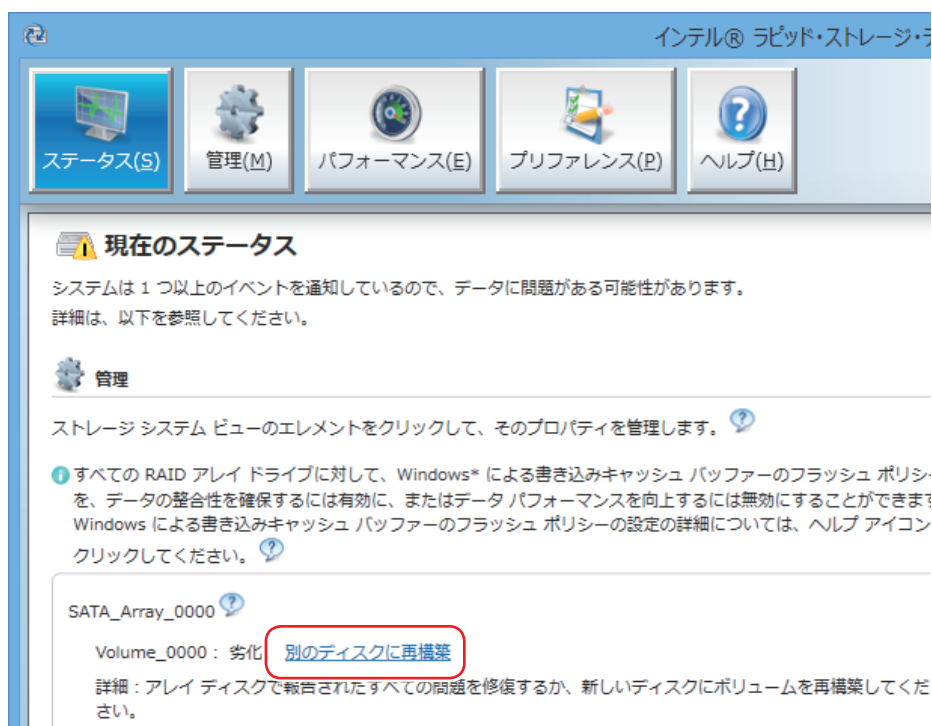 インテル® ラピッド・ストレージ・
ステータス(S) 管理(M) パフォーマンス(E) プリファレンス(P) ヘルプ(H)
現在のステータス
システムは 1 つ以上のイベントを通知しているので、データに問題がある可能性があります。
詳細は、以下を参照してください。
管理
ストレージ システム ビューのエレメントをクリックして、そのプロパティを管理します。
すべての RAID アレイ ドライブに対して、Windows* による書き込みキャッシュ バッファーのフラッシュ ポリシー
を、データの整合性を確保するには有効に、またはデータ パフォーマンスを向上するには無効にすることができます
Windows による書き込みキャッシュ バッファーのフラッシュ ポリシーの設定の詳細については、ヘルプ アイコン
クリックしてください。
SATA_Array_0000
Volume_0000： 劣化 別のディスクに再構築
詳細：アレイ ディスクで報告されたすべての問題を修復するか、新しいディスクにボリュームを再構築してくだ
さい。